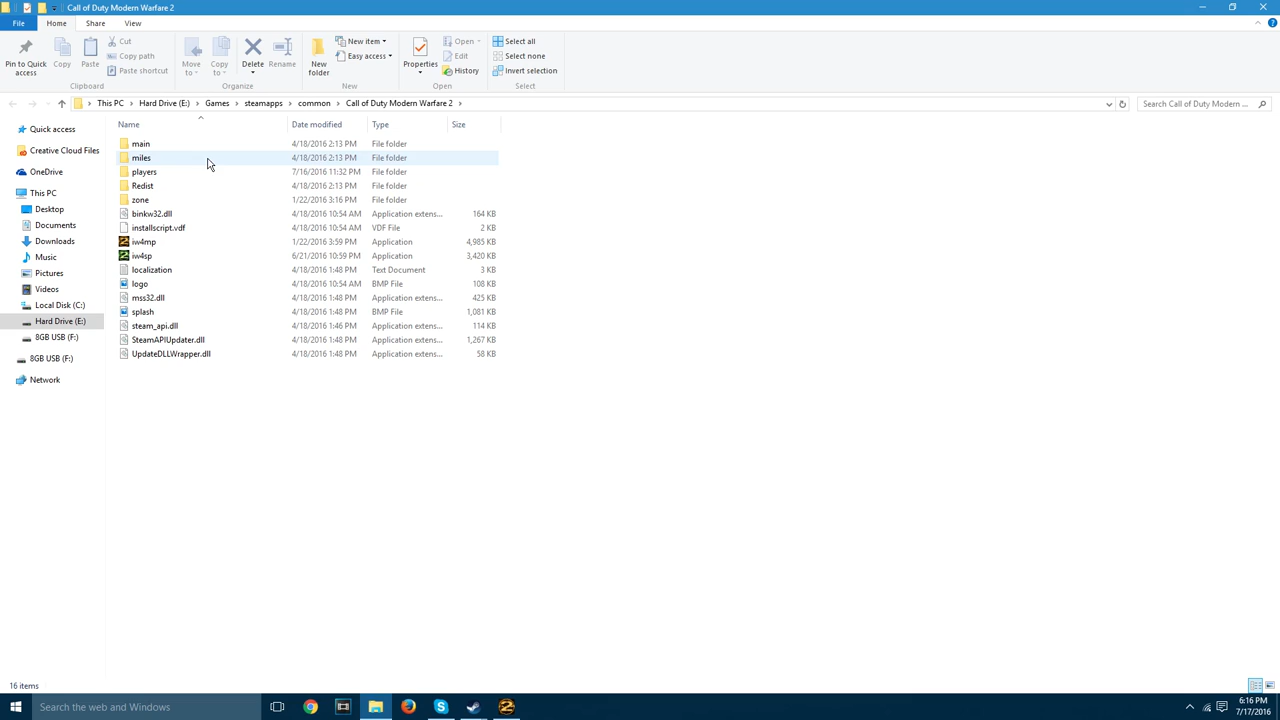 Call of Duty Modern Warfare 2
File Home Share View
Pin to Quick access
Copy
Paste
Cut
Copy path
Paste shortcut
Clipboard
Move to
Copy to
Delete
Rename
Organize
New folder
New item
Easy access
New
Properties
Open
Edit
History
Open
Select all
Select none
Invert selection
Select
This PC Hard Drive (E:) Games steamapps common Call of Duty Modern Warfare 2
Search Call of Duty Modern ...
Quick access
Creative Cloud Files
OneDrive
This PC
Desktop
Documents
Downloads
Music
Pictures
Videos
Local Disk (C:)
Hard Drive (E:)
8GB USB (F:)
8GB USB (F:)
Network
Name Date modified Type Size
main 4/18/2016 2:13 PM File folder
miles 4/18/2016 2:13 PM File folder
players 7/16/2016 11:32 PM File folder
Redist 4/18/2016 2:13 PM File folder
zone 1/22/2016 3:16 PM File folder
binkw32.dll 4/18/2016 10:54 AM Application extens... 164 KB
installscript.vdf 4/18/2016 10:54 AM VDF File 2 KB
iw4mp 1/22/2016 3:59 PM Application 4,985 KB
iw4sp 6/21/2016 10:59 PM Application 3,420 KB
localization 4/18/2016 1:48 PM Text Document 3 KB
logo 4/18/2016 10:54 AM BMP File 108 KB
mss32.dll 4/18/2016 1:48 PM Application extens... 425 KB
splash 4/18/2016 1:48 PM BMP File 1,081 KB
steam_api.dll 4/18/2016 1:46 PM Application extens... 114 KB
SteamAPIUpdater.dll 4/18/2016 1:48 PM Application extens... 1,267 KB
UpdateDLLWrapper.dll 4/18/2016 1:48 PM Application extens... 58 KB
16 items
Search the web and Windows
6:16 PM
7/17/2016